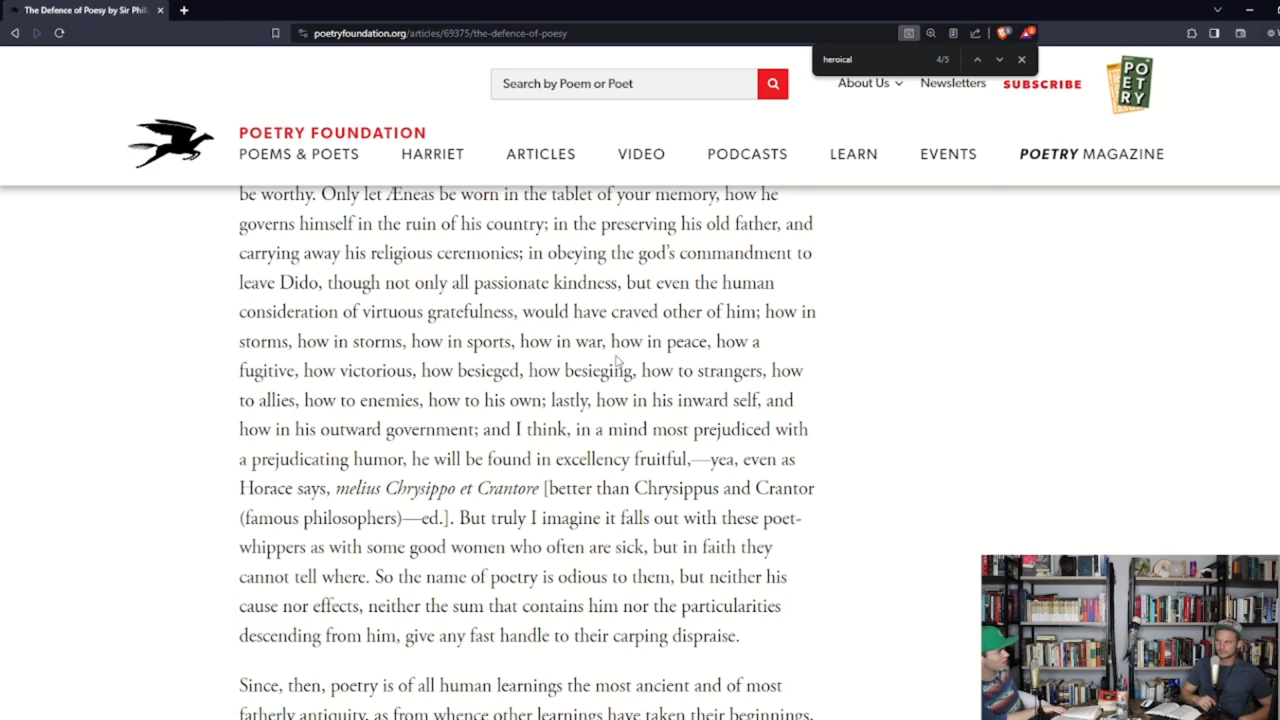 The Defence of Poesy by Sir Phil
poetryfoundation.org/articles/69375/the-defence-of-poesy
heroical 4/5
Search by Poem or Poet
About Us
Newsletters
SUBSCRIBE
PO
ET
RY
POETRY FOUNDATION
POEMS & POETS HARRIET ARTICLES VIDEO PODCASTS LEARN EVENTS POETRY MAGAZINE
be worthy. Only let Æneas be worn in the tablet of your memory, how he
governs himself in the ruin of his country; in the preserving his old father, and
carrying away his religious ceremonies; in obeying the god's commandment to
leave Dido, though not only all passionate kindness, but even the human
consideration of virtuous gratefulness, would have craved other of him; how in
storms, how in storms, how in sports, how in war, how in peace, how a
fugitive, how victorious, how besieged, how besieging, how to strangers, how
to allies, how to enemies, how to his own; lastly, how in his inward self, and
how in his outward government; and I think, in a mind most prejudiced with
a prejudicating humor, he will be found in excellency fruitful,—yea, even as
Horace says, melius Chrysippo et Crantore [better than Chrysippus and Crantor
(famous philosophers)—ed.]. But truly I imagine it falls out with these poet-
whippers as with some good women who often are sick, but in faith they
cannot tell where. So the name of poetry is odious to them, but neither his
cause nor effects, neither the sum that contains him nor the particularities
descending from him, give any fast handle to their carping dispraise.
Since, then, poetry is of all human learnings the most ancient and of most
fatherly antiquity, as from whence other learnings have taken their beginnings,